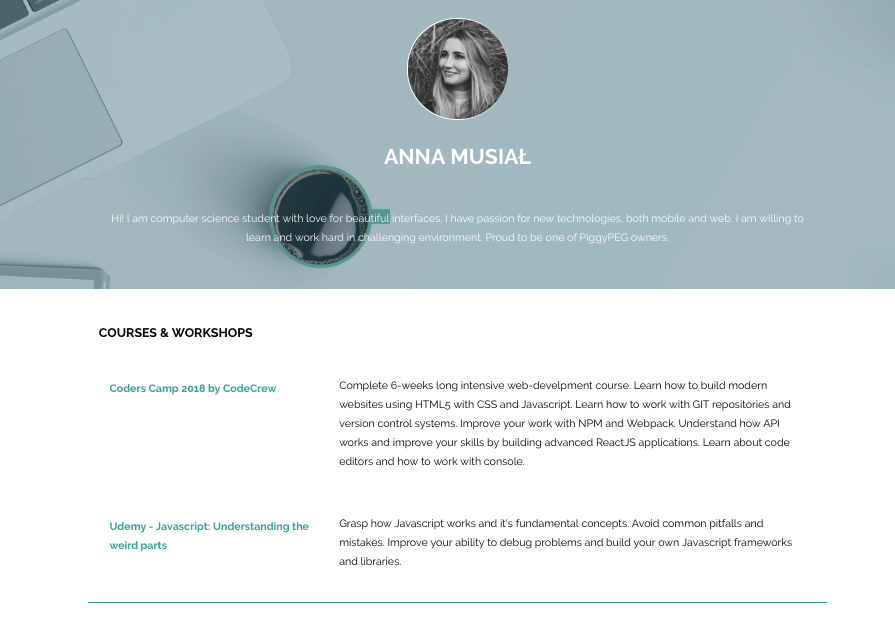 ANNA MUSIAŁ
Hi! I am computer science student with love for beautiful interfaces. I have passion for new technologies, both mobile and web. I am willing to
learn and work hard in challenging environment. Proud to be one of PiggyPEG owners.
COURSES & WORKSHOPS
Coders Camp 2018 by CodeCrew
Complete 6-weeks long intensive web-develpment course. Learn how to build modern
websites using HTML5 with CSS and Javascript. Learn how to work with GIT repositories and
version control systems. Improve your work with NPM and Webpack. Understand how API
works and improve your skills by building advanced ReactJS applications. Learn about code
editors and how to work with console.
Udemy - Javascript: Understanding the
weird parts
Grasp how Javascript works and it's fundamental concepts. Avoid common pitfalls and
mistakes. Improve your ability to debug problems and build your own Javascript frameworks
and libraries.